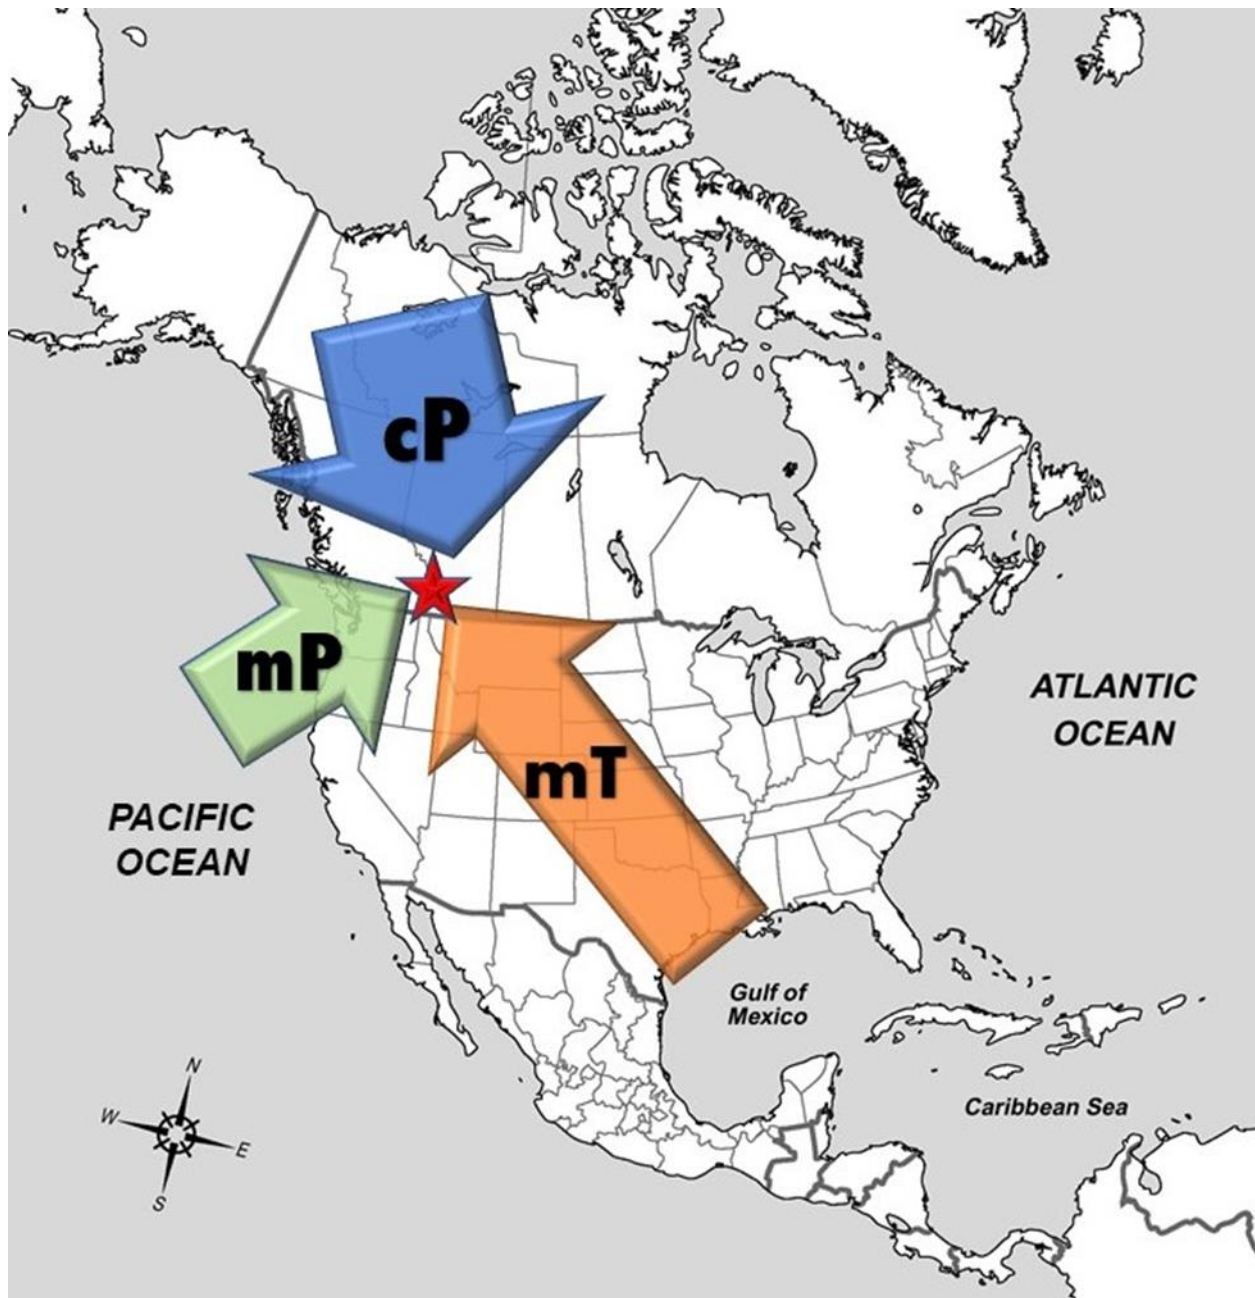 cP
mP
mT
ATLANTIC
OCEAN
PACIFIC
OCEAN
Gulf of
Mexico
Caribbean Sea
N
W
E
S